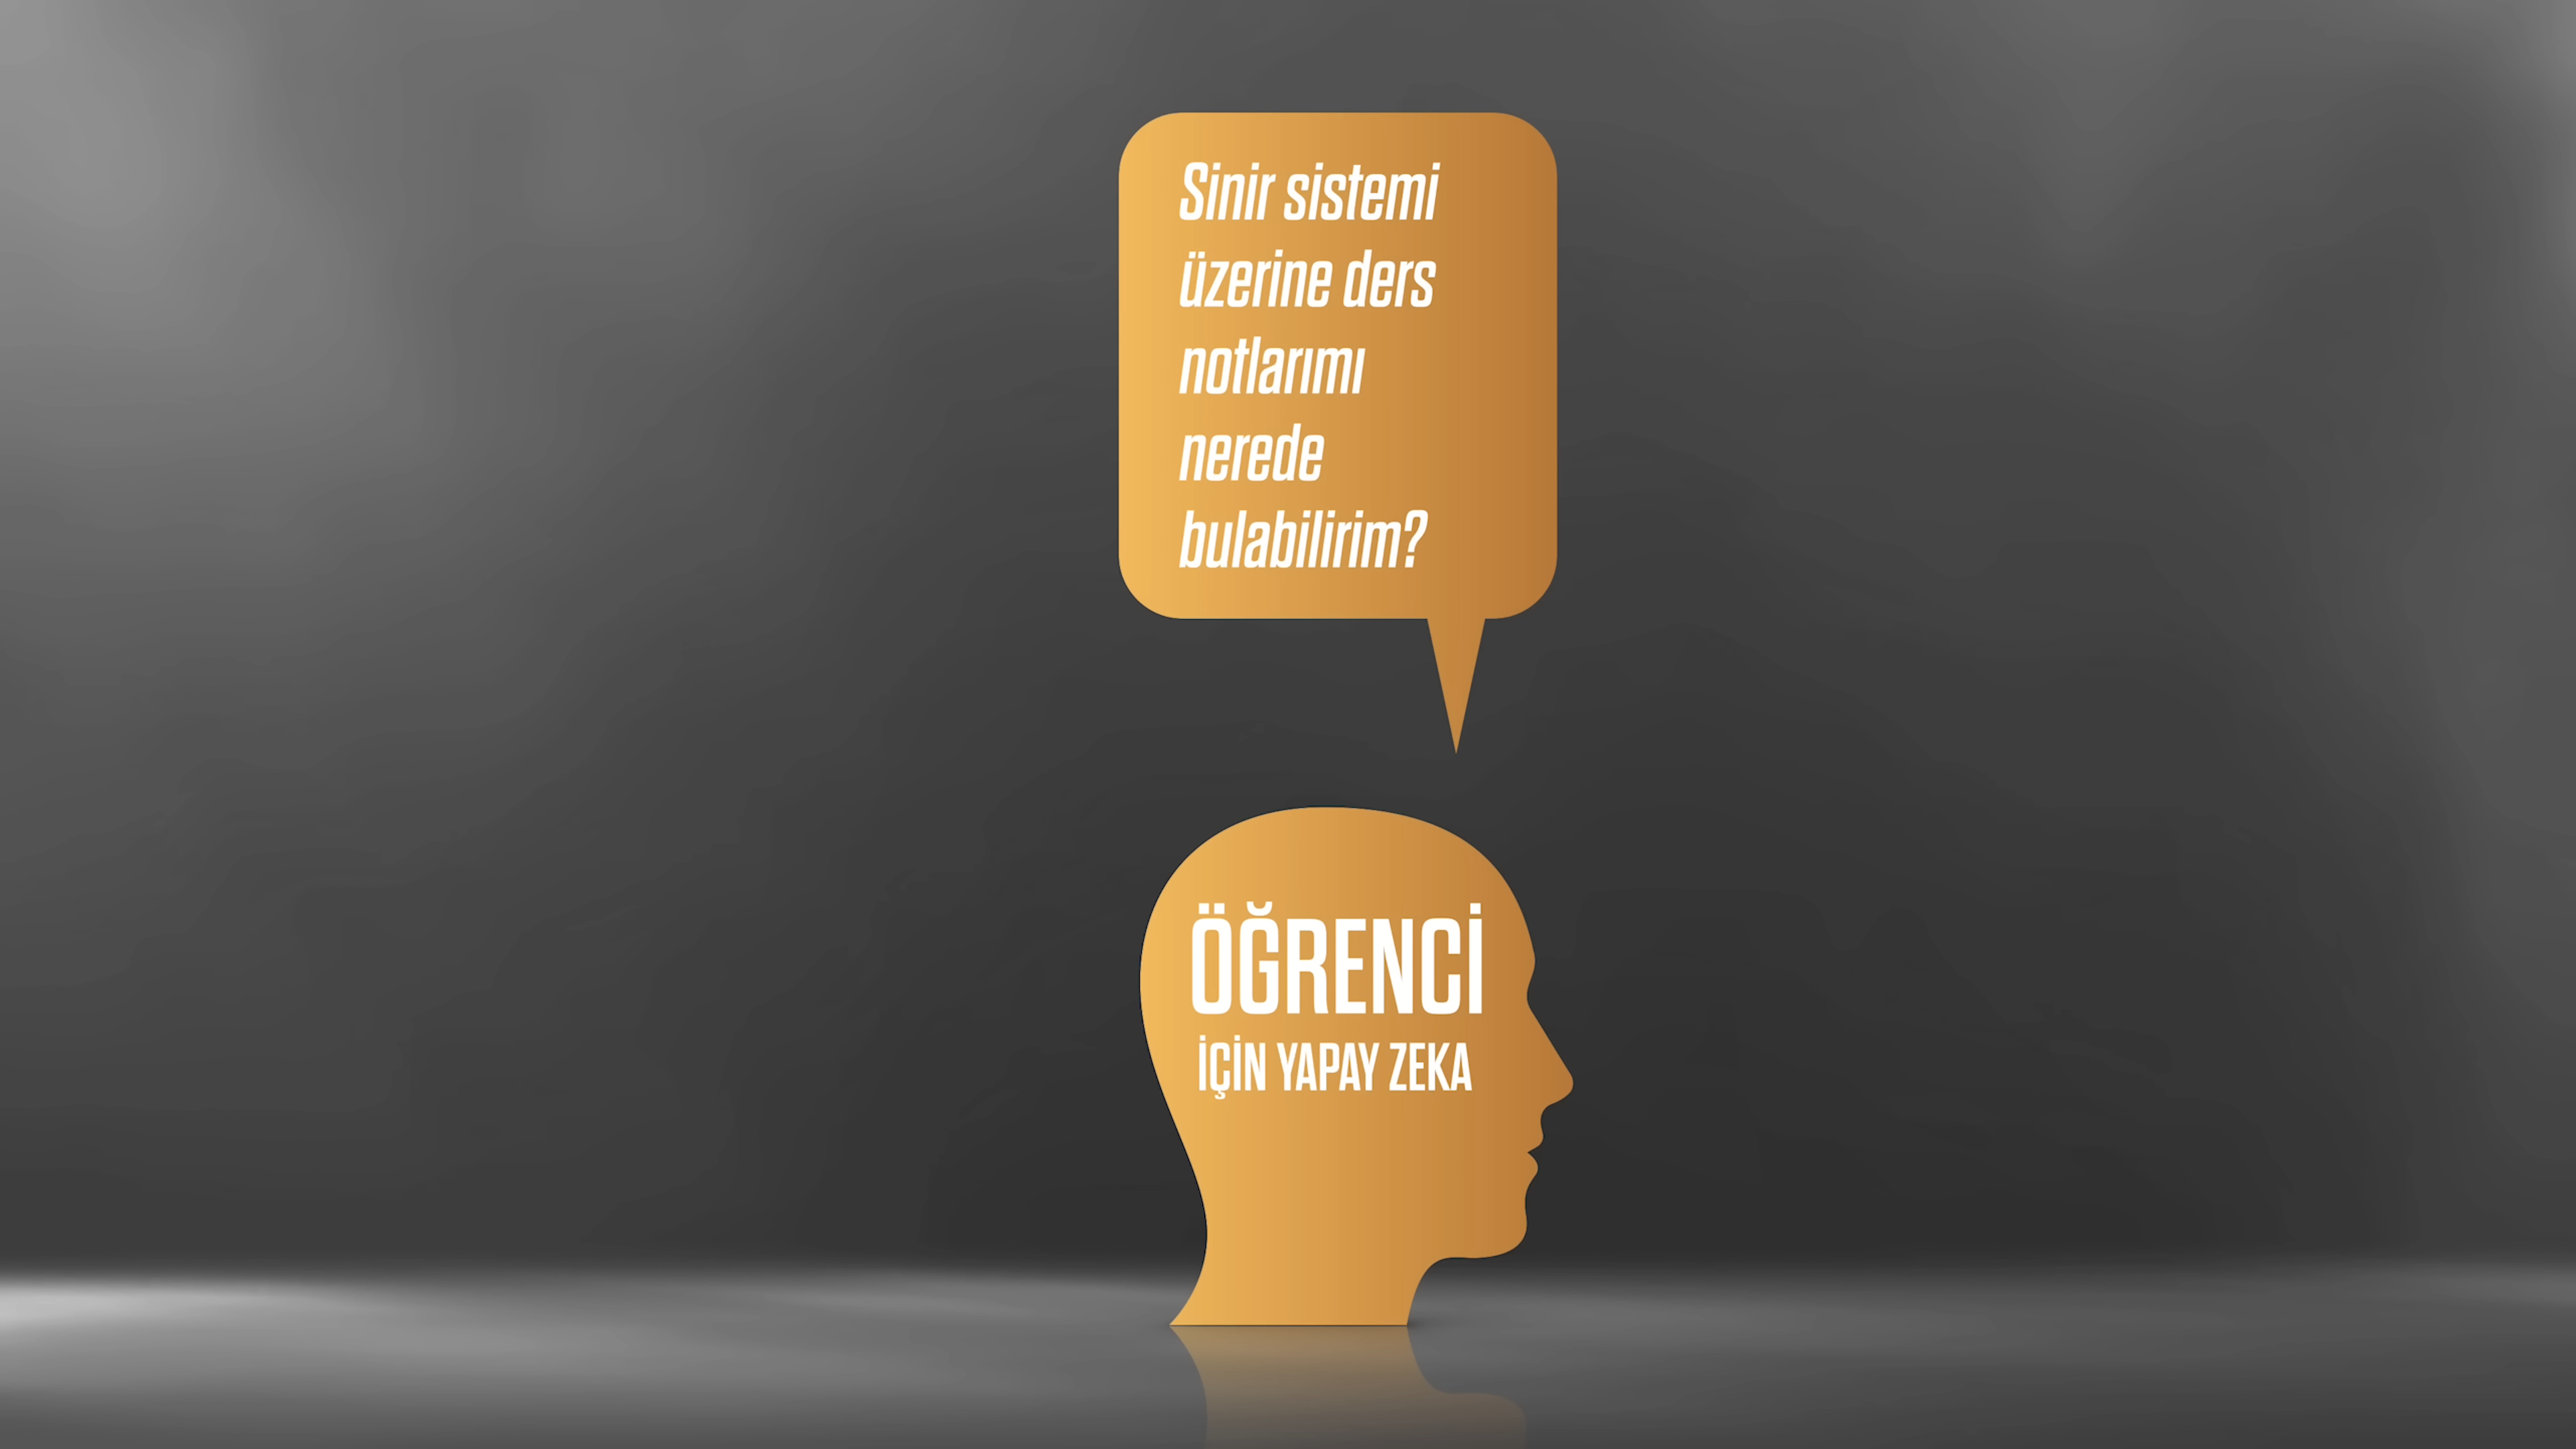 Sinir sistemi
üzerine ders
notlarımı
nerede
bulabilirim?
ÖĞRENCİ
İÇİN YAPAY ZEKA